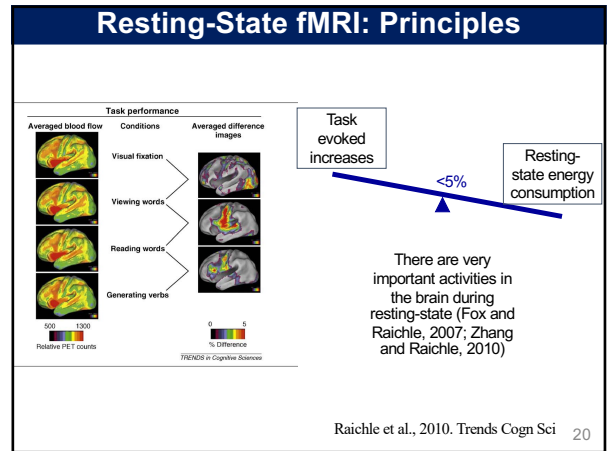 Resting-State fMRI: Principles
Task performance
Averaged blood flow
Conditions
Averaged difference
images
Visual fixation
Viewing words
Reading words
Generating verbs
500 1300
Relative PET counts
0 5
% Difference
TRENDS in Cognitive Sciences
Task
evoked
increases
<5%
Resting-
state energy
consumption
There are very
important activities in
the brain during
resting-state (Fox and
Raichle, 2007; Zhang
and Raichle, 2010)
Raichle et al., 2010. Trends Cogn Sci
20